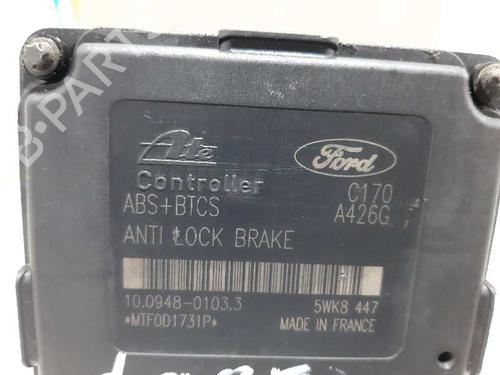 Ate
Ford
Controller
C170
ABS+BTCS
A426G
ANTI LOCK BRAKE
10.0948-0103.3
5WK8 447
*MTF0D1731P*
MADE IN FRANCE
B-PARTS